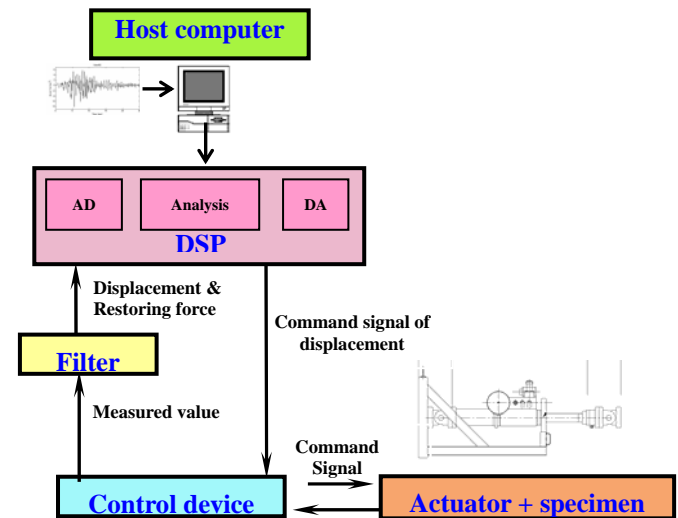 Host computer
AD
Analysis
DA
DSP
Displacement &
Restoring force
Command signal of
displacement
Filter
Measured value
Command
Signal
Control device
Actuator + specimen